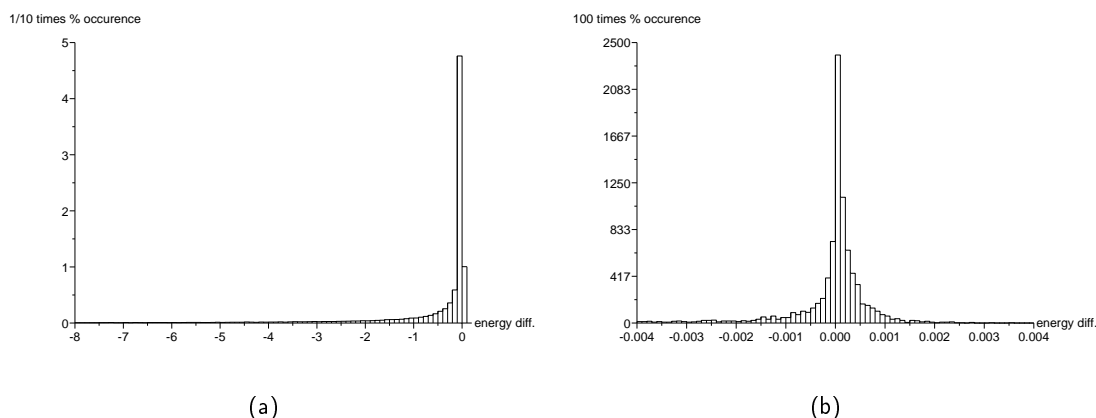 1/10 times % occurence
5
4
3
2
1
0
-8 -7 -6 -5 -4 -3 -2 -1 0
energy diff.
(a)
100 times % occurence
2500
2083
1667
1250
833
417
0
-0.004 -0.003 -0.002 -0.001 0.000 0.001 0.002 0.003 0.004
energy diff.
(b)